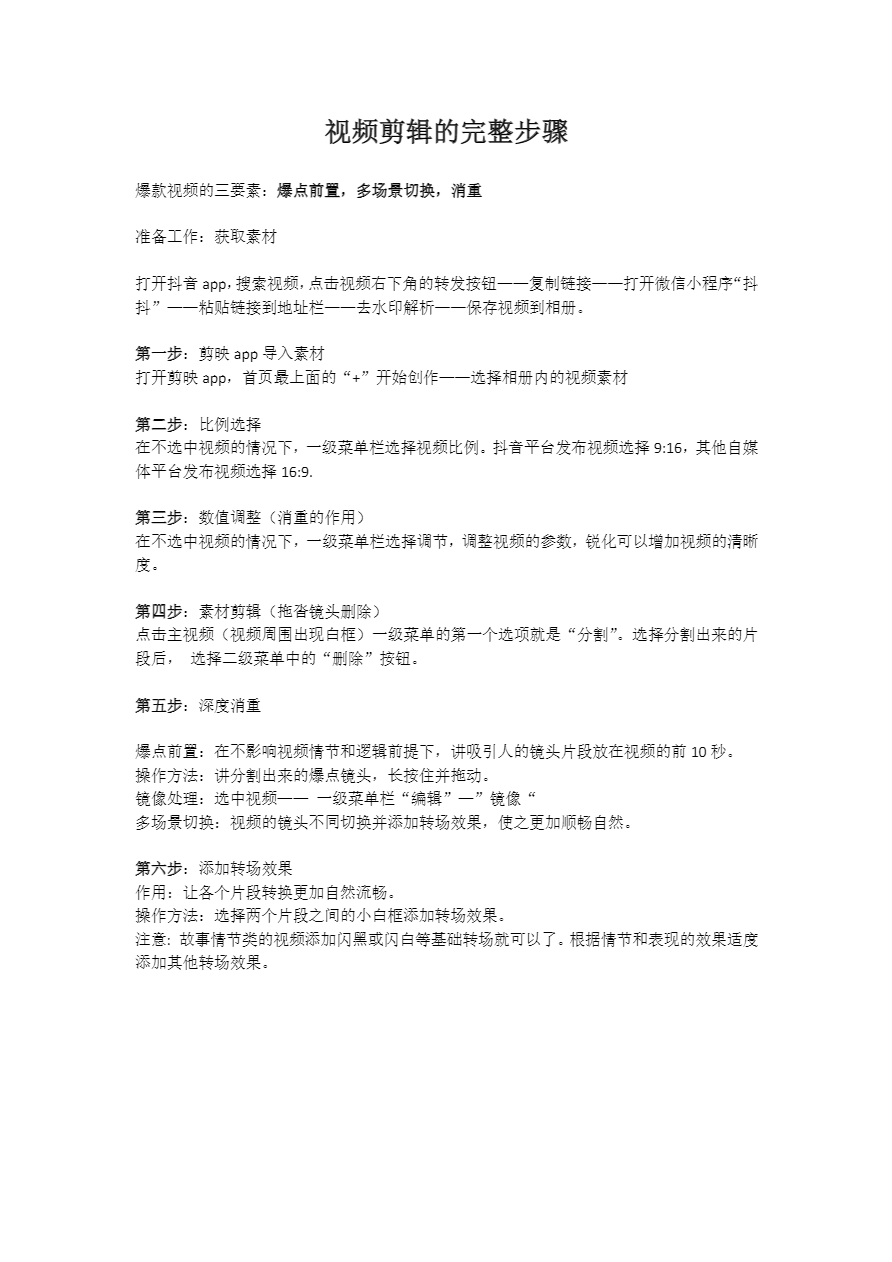 视频剪辑的完整步骤
爆款视频的三要素：爆点前置，多场景切换，消重
准备工作：获取素材
打开抖音 app，搜索视频，点击视频右下角的转发按钮——复制链接——打开微信小程序“抖
抖”——粘贴链接到地址栏——去水印解析——保存视频到相册。
第一步：剪映 app 导入素材
打开剪映 app，首页最上面的“+”开始创作——选择相册内的视频素材
第二步：比例选择
在不选中视频的情况下，一级菜单栏选择视频比例。抖音平台发布视频选择 9:16，其他自媒
体平台发布视频选择 16:9.
第三步：数值调整（消重的作用）
在不选中视频的情况下，一级菜单栏选择调节，调整视频的参数，锐化可以增加视频的清晰
度。
第四步：素材剪辑（拖沓镜头删除）
点击主视频（视频周围出现白框）一级菜单的第一个选项就是“分割”。选择分割出来的片
段后， 选择二级菜单中的“删除”按钮。
第五步：深度消重
爆点前置：在不影响视频情节和逻辑前提下，讲吸引人的镜头片段放在视频的前 10 秒。
操作方法：讲分割出来的爆点镜头，长按住并拖动。
镜像处理：选中视频—— 一级菜单栏“编辑”—”镜像“
多场景切换：视频的镜头不同切换并添加转场效果，使之更加顺畅自然。
第六步：添加转场效果
作用：让各个片段转换更加自然流畅。
操作方法：选择两个片段之间的小白框添加转场效果。
注意: 故事情节类的视频添加闪黑或闪白等基础转场就可以了。根据情节和表现的效果适度
添加其他转场效果。